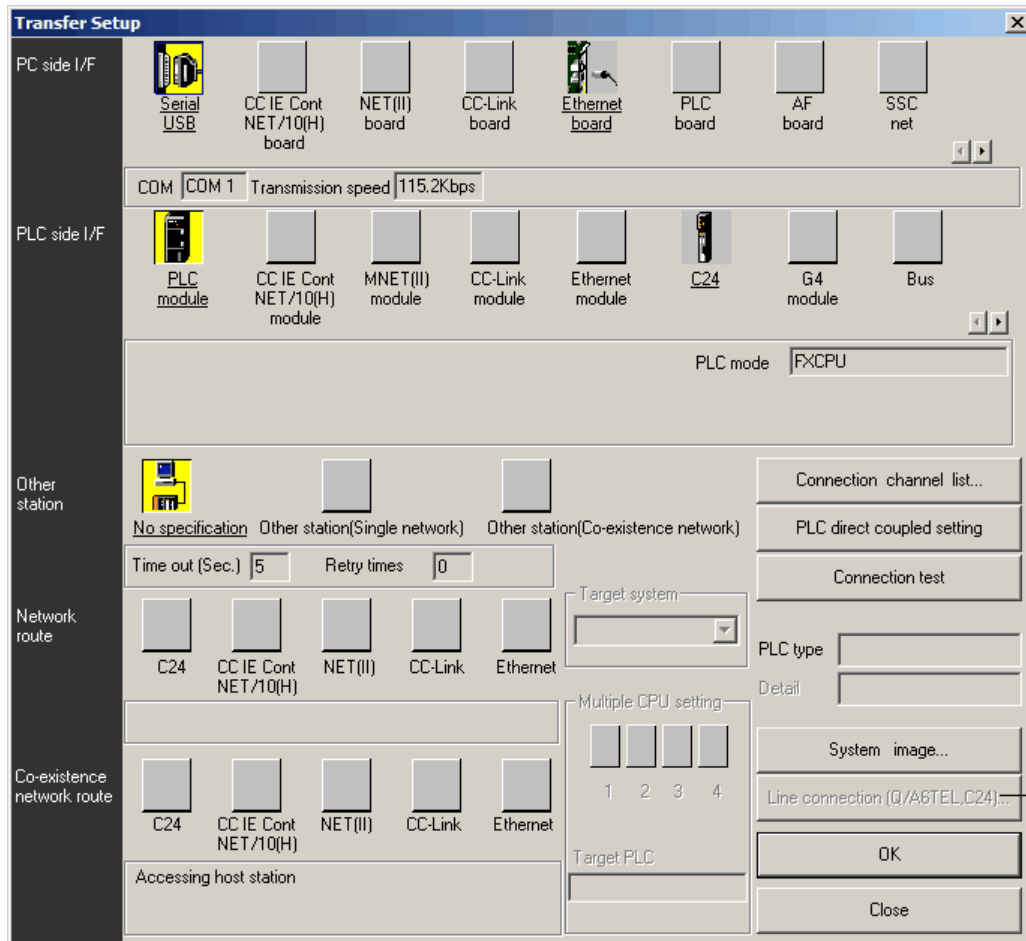 Transfer Setup
PC side I/F
Serial USB
CC IE Cont NET/10(H) board
NET(II) board
CC-Link board
Ethernet board
PLC board
AF board
SSC net
COM COM 1 Transmission speed 115.2Kbps
PLC side I/F
PLC module
CC IE Cont NET/10(H) module
MNET(II) module
CC-Link module
Ethernet module
C24
G4 module
Bus
PLC mode FXCPU
Other station
No specification
Other station(Single network)
Other station(Co-existence network)
Time out (Sec.) 5 Retry times 0
Connection channel list...
PLC direct coupled setting
Connection test
Network route
C24
CC IE Cont NET/10(H)
NET(II)
CC-Link
Ethernet
Target system
PLC type
Detail
Multiple CPU setting
1 2 3 4
Target PLC
System image...
Line connection (Q/A6TEL,C24)...
OK
Close
Co-existence network route
C24
CC IE Cont NET/10(H)
NET(II)
CC-Link
Ethernet
Accessing host station